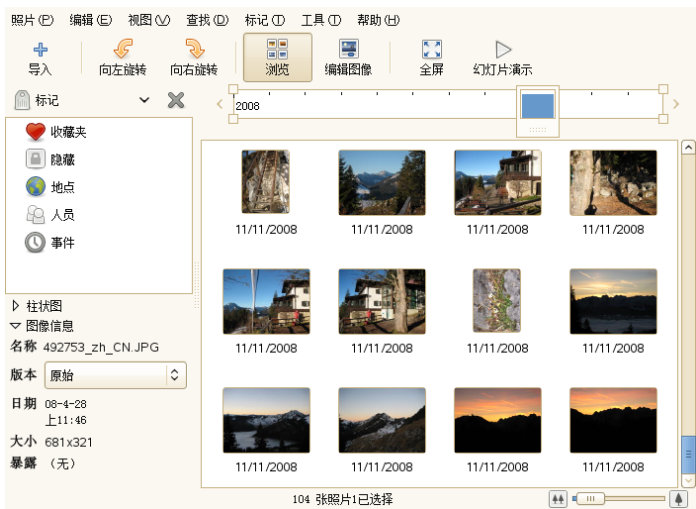 照片(P) 编辑(E) 视图(V) 查找(D) 标记(T) 工具(T) 帮助(H)
导入 向左旋转 向右旋转 浏览 编辑图像 全屏 幻灯片演示
标记
2008
收藏夹
隐藏
地点
人员
事件
11/11/2008 11/11/2008 11/11/2008 11/11/2008
柱状图
图像信息
名称 492753_zh_CN.JPG
11/11/2008 11/11/2008 11/11/2008 11/11/2008
版本 原始
日期 08-4-28
上11:46
大小 681x321
暴露 (无)
11/11/2008 11/11/2008 11/11/2008 11/11/2008
104 张照片1已选择